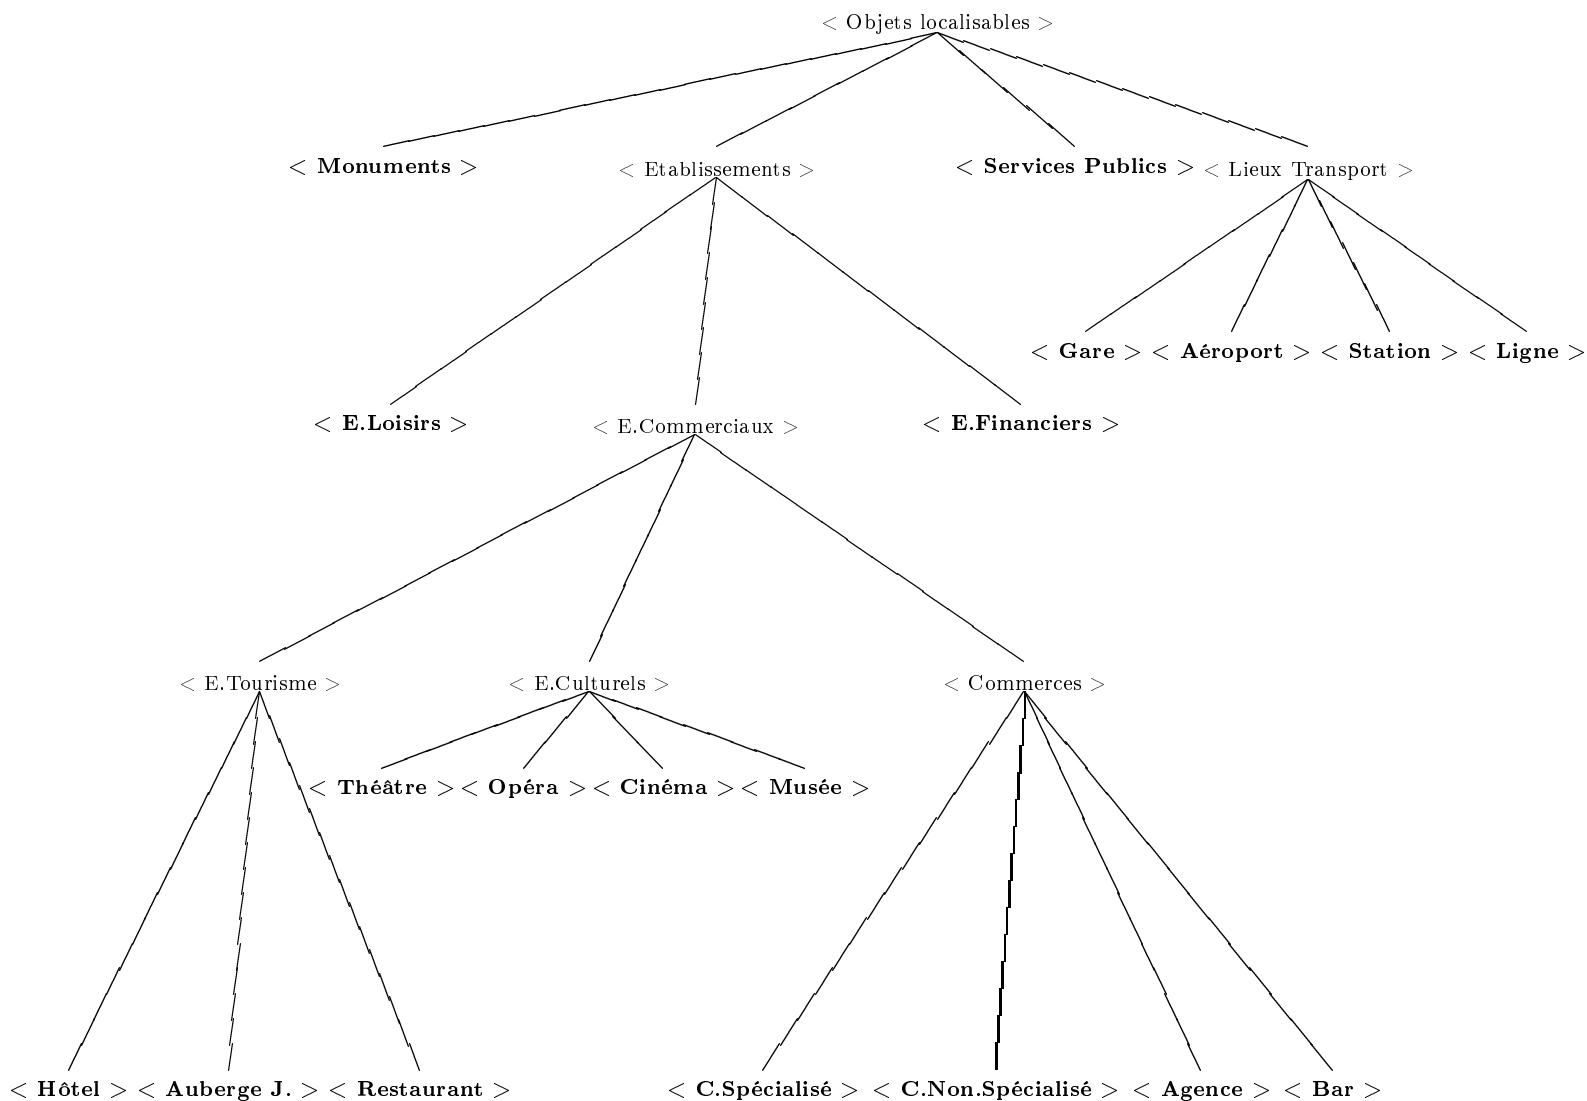 < Objets localisables >
< Monuments > < Etablissements > < Services Publics > < Lieux Transport >
< Gare > < Aéroport > < Station > < Ligne >
< E.Loisirs > < E.Commerciaux > < E.Financiers >
< E.Tourisme > < E.Culturels > < Commerces >
< Théâtre > < Opéra > < Cinéma > < Musée >
< Hôtel > < Auberge J. > < Restaurant > < C.Spécialisé > < C.Non.Spécialisé > < Agence > < Bar >